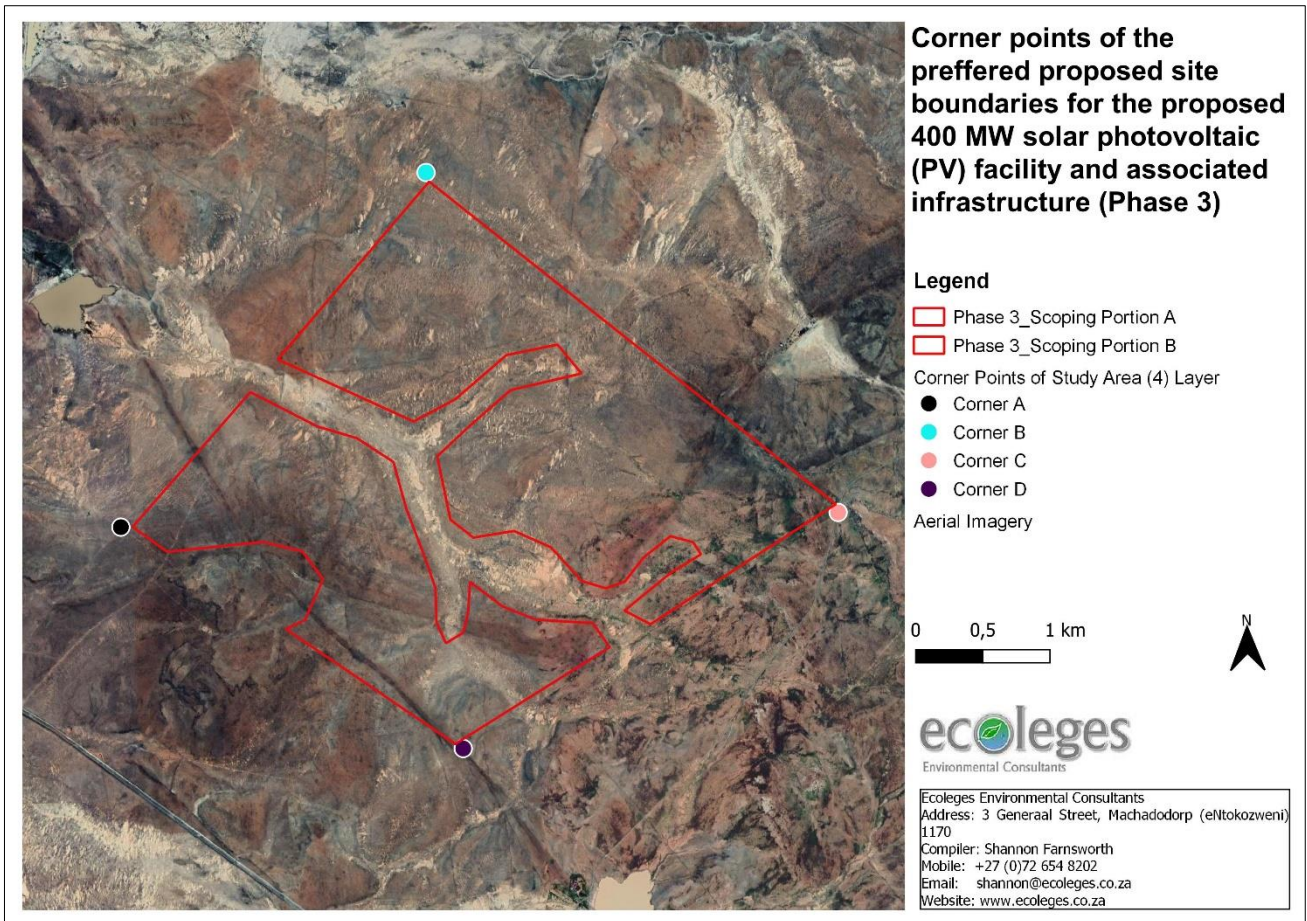 Corner points of the
preffered proposed site
boundaries for the proposed
400 MW solar photovoltaic
(PV) facility and associated
infrastructure (Phase 3)
Legend
Phase 3_Scoping Portion A
Phase 3_Scoping Portion B
Corner Points of Study Area (4) Layer
Corner A
Corner B
Corner C
Corner D
Aerial Imagery
0 0,5 1 km
N
ecoleges
Environmental Consultants
Ecoleges Environmental Consultants
Address: 3 Generaal Street, Machadodorp (eNtokozweni)
1170
Compiler: Shannon Farnsworth
Mobile: +27 (0)72 654 8202
Email: shannon@ecoleges.co.za
Website: www.ecoleges.co.za